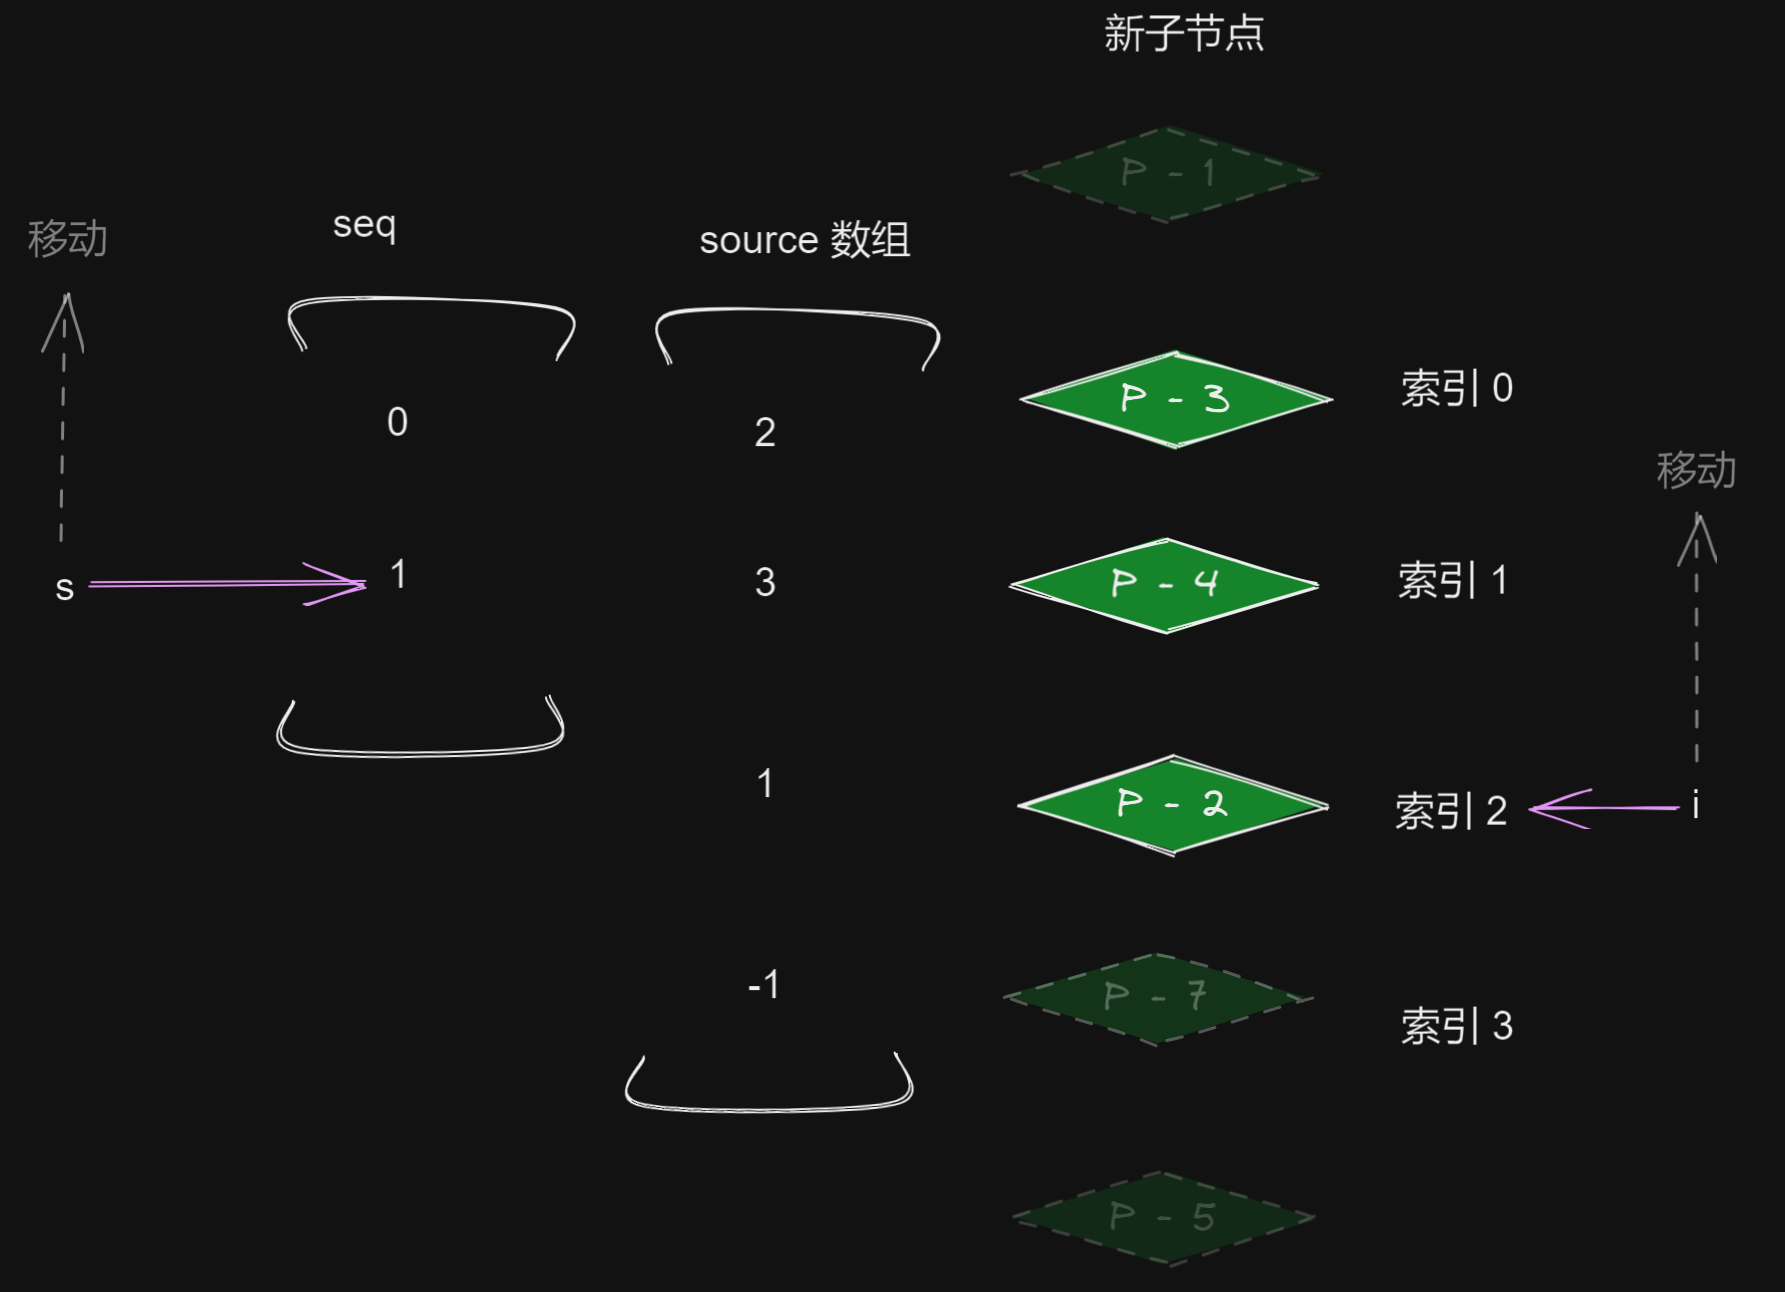 新子节点
P - 1
移动
seq
source 数组
0
2
P - 3
索引 0
移动
s
1
3
P - 4
索引 1
1
P - 2
索引 2
i
-1
P - 7
索引 3
P - 5